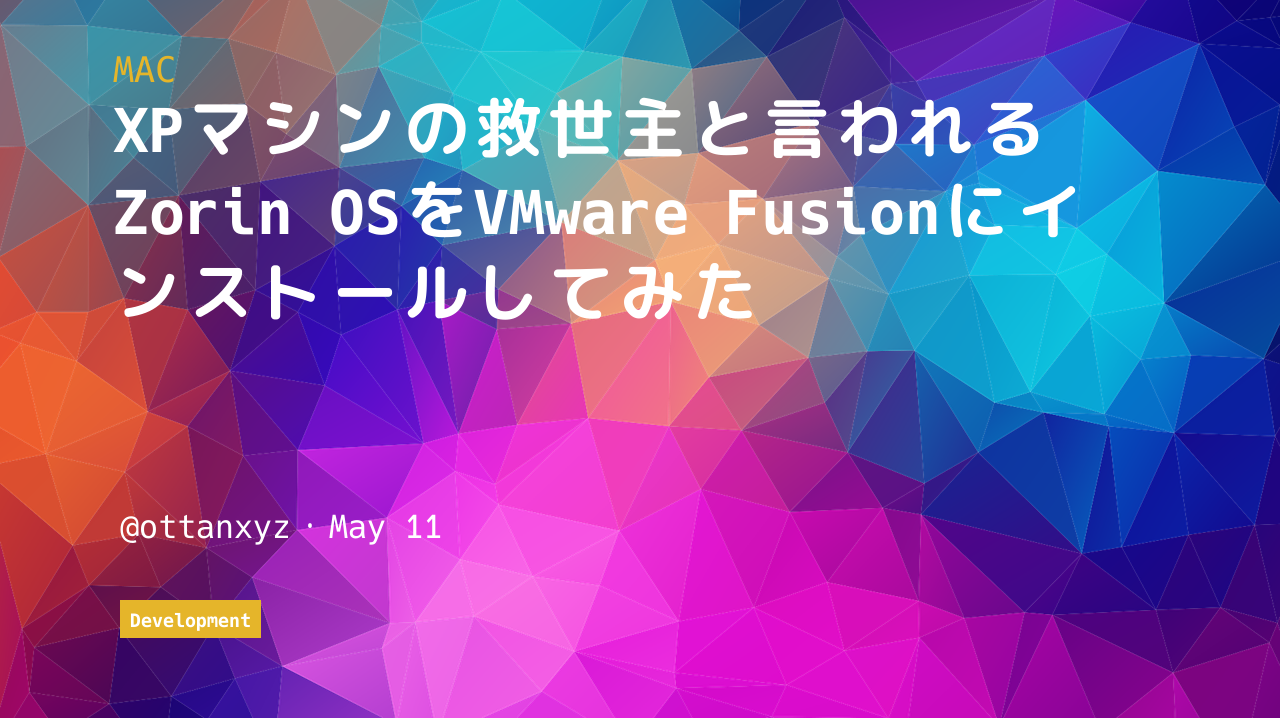 MAC
XPマシンの救世主と言われる
Zorin OSをVMware Fusionにイ
ンストールしてみた
@ottanxyz・May 11
Development